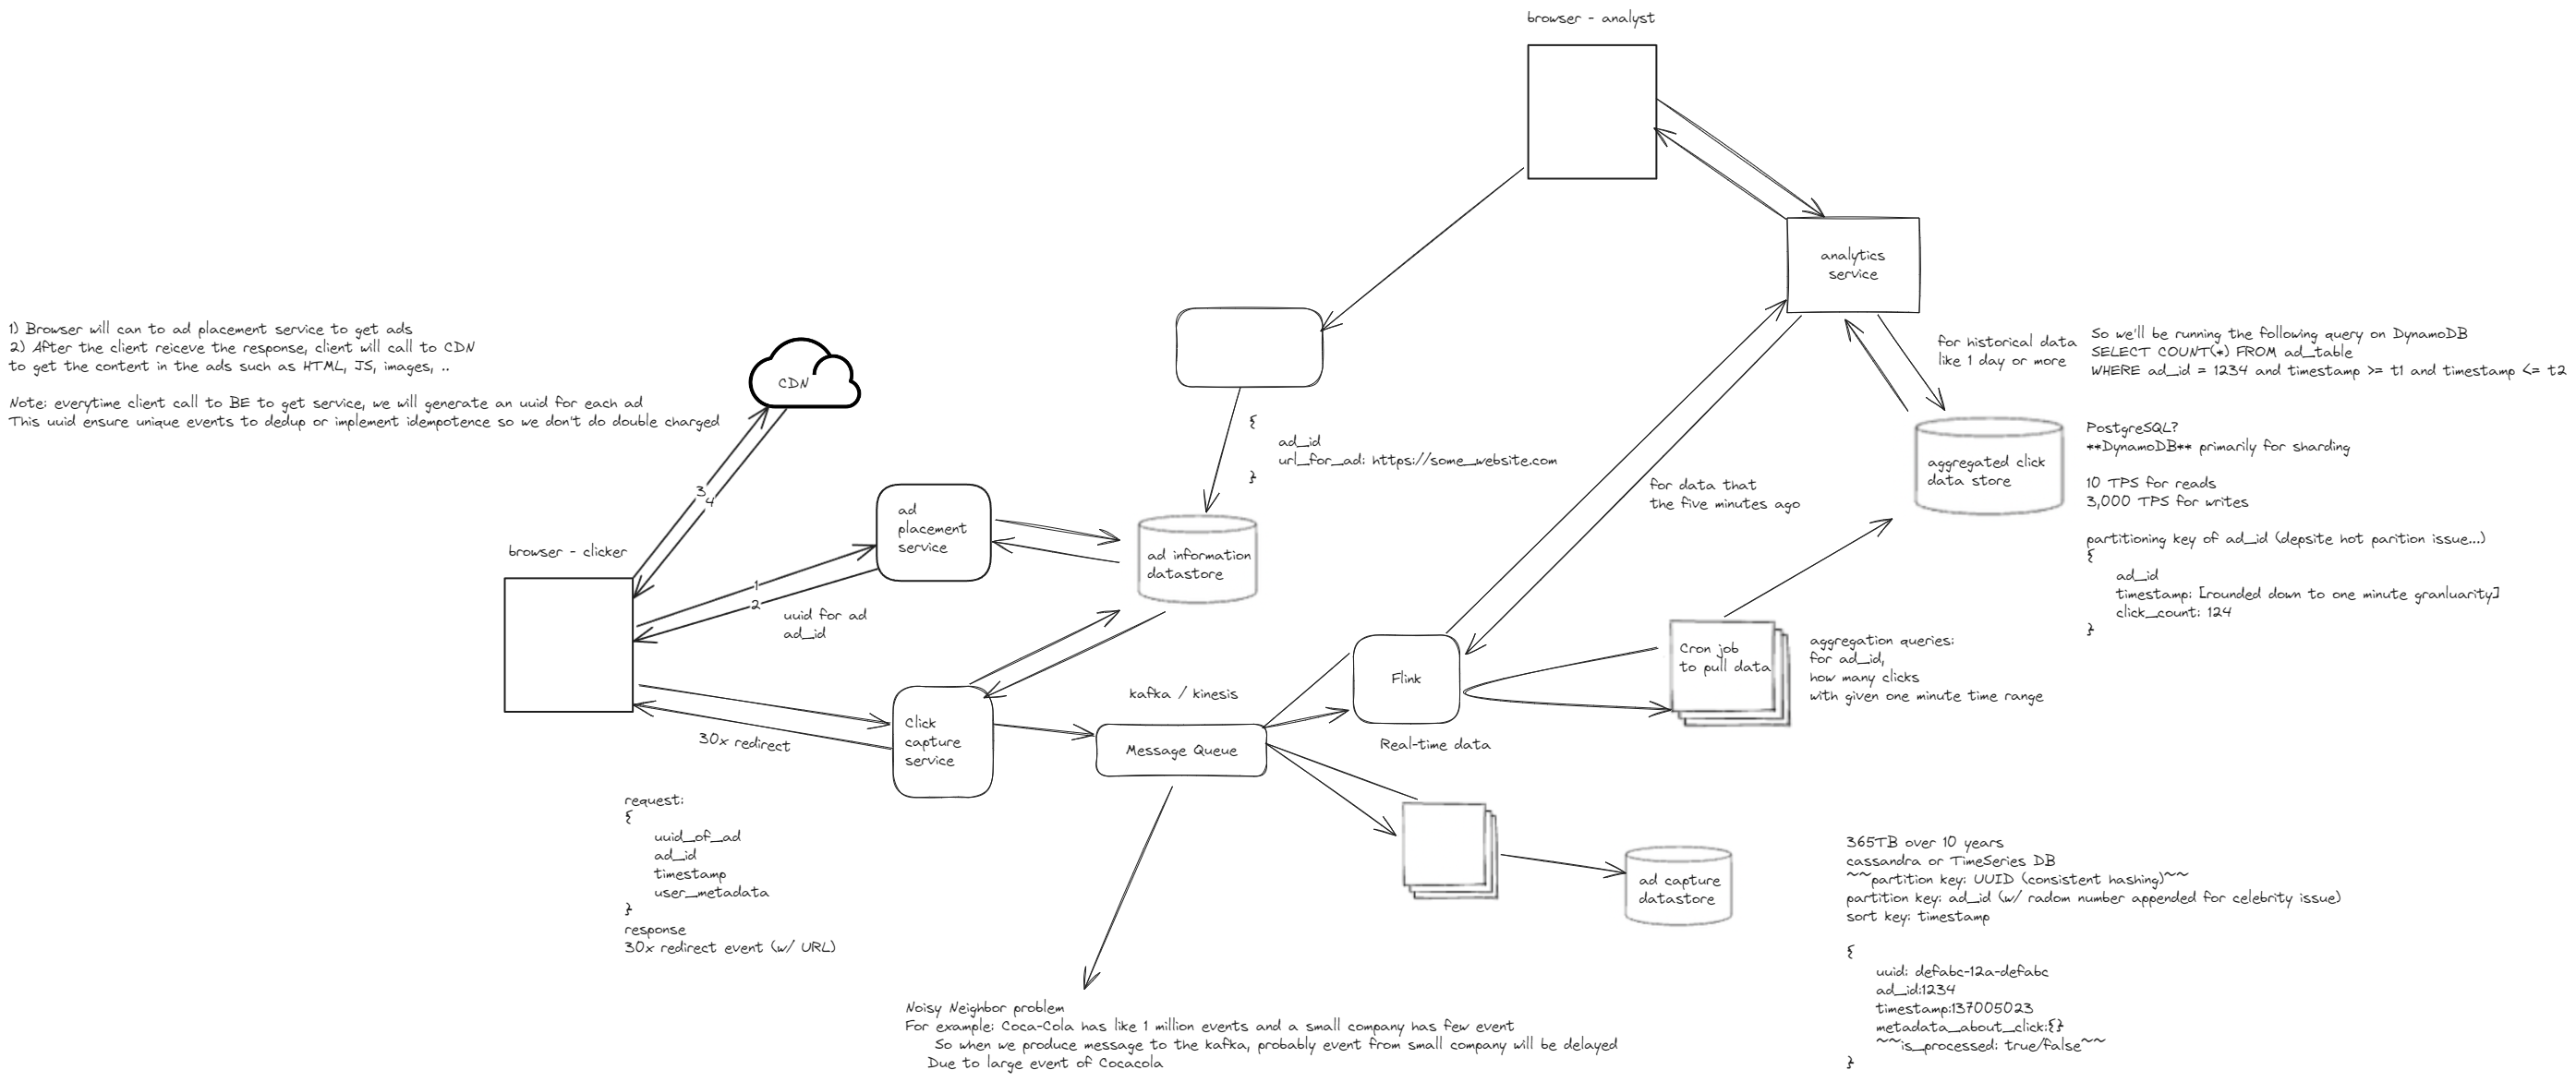 browser - analyst
analytics
service
for historical data
like 1 day or more
So we'll be running the following query on DynamoDB
SELECT COUNT(*) FROM ad_table
WHERE ad_id = 1234 and timestamp >= t1 and timestamp <= t2
1) Browser will can to ad placement service to get ads
2) After the client reiceve the response, client will call to CDN
to get the content in the ads such as HTML, JS, images, ..
Note: everytime client call to BE to get service, we will generate an uuid for each ad
This uuid ensure unique events to dedup or implement idempotence so we don't do double charged
CDN
3
4
{
ad_id
url_for_ad: https://some_website.com
}
aggregated click
data store
PostgreSQL?
**DynamoDB** primarily for sharding
10 TPS for reads
3,000 TPS for writes
partitioning key of ad_id (depsite hot parition issue...)
{
ad_id
timestamp: [rounded down to one minute granluarity]
click_count: 124
}
for data that
the five minutes ago
ad
placement
service
ad information
datastore
browser - clicker
1
2
uuid for ad
ad_id
Cron job
to pull data
aggregation queries:
for ad_id,
how many clicks
with given one minute time range
Flink
Real-time data
kafka / kinesis
Message Queue
Click
capture
service
30x redirect
request:
{
uuid_of_ad
ad_id
timestamp
user_metadata
}
response
30x redirect event (w/ URL)
ad capture
datastore
365TB over 10 years
cassandra or TimeSeries DB
~~partition key: UUID (consistent hashing)~~
partition key: ad_id (w/ radom number appended for celebrity issue)
sort key: timestamp
{
uuid: defabc-12a-defabc
ad_id:1234
timestamp:137005023
metadata_about_click:{}
~~is_processed: true/false~~
}
Noisy Neighbor problem
For example: Coca-Cola has like 1 million events and a small company has few event
So when we produce message to the kafka, probably event from small company will be delayed
Due to large event of Cocacola